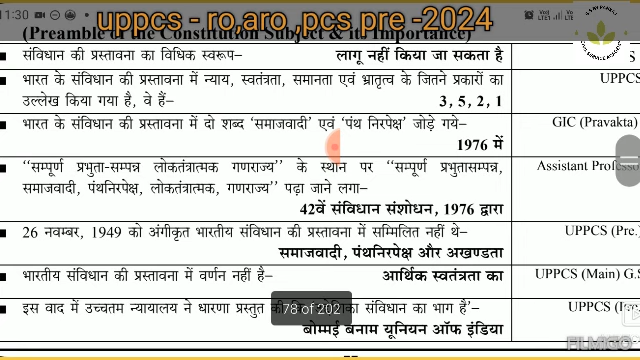 11:30
uppcs - ro,aro ,pcs pre -2024
(Preamble of the Constitution Subject & its Importance)
संविधान की प्रस्तावना का विधिक स्वरूप– लागू नहीं किया जा सकता है
भारत के संविधान की प्रस्तावना में न्याय, स्वतंत्रता, समानता एवं भ्रातृत्व के जितने प्रकारों का UPPCS
उल्लेख किया गया है, वे हैं– 3, 5, 2, 1
भारत के संविधान की प्रस्तावना में दो शब्द 'समाजवादी' एवं 'पंथ निरपेक्ष' जोड़े गये– GIC (Pravakta)
1976 में
"सम्पूर्ण प्रभुता-सम्पन्न लोकतंत्रात्मक गणराज्य" के स्थान पर "सम्पूर्ण प्रभुतासम्पन्न, Assistant Professo
समाजवादी, पंथनिरपेक्ष, लोकतंत्रात्मक, गणराज्य" पढ़ा जाने लगा–
42वें संविधान संशोधन, 1976 द्वारा
26 नवम्बर, 1949 को अंगीकृत भारतीय संविधान की प्रस्तावना में सम्मिलित नहीं थे– UPPCS (Pre.)
समाजवादी, पंथनिरपेक्ष और अखण्डता
भारतीय संविधान की प्रस्तावना में वर्णन नहीं है– आर्थिक स्वतंत्रता का UPPCS (Main) G.S
इस वाद में उच्चतम न्यायालय ने धारणा प्रस्तुत की संविधान का भाग है'– UPPCS
78 of 202
बोम्मई बनाम यूनियन ऑफ इंडिया
FILMIGO